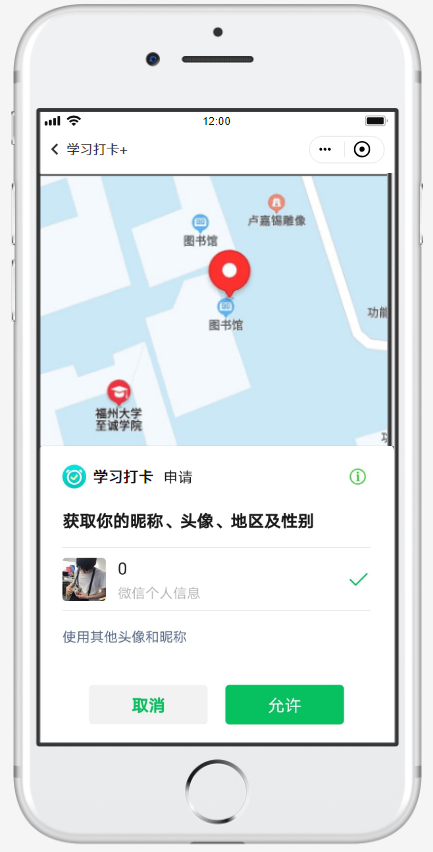 12:00
学习打卡+
卢嘉锡雕像
图书馆
图书馆
功能
福州大学
至诚学院
学习打卡 申请
获取你的昵称、头像、地区及性别
0
微信个人信息
使用其他头像和昵称
取消 允许